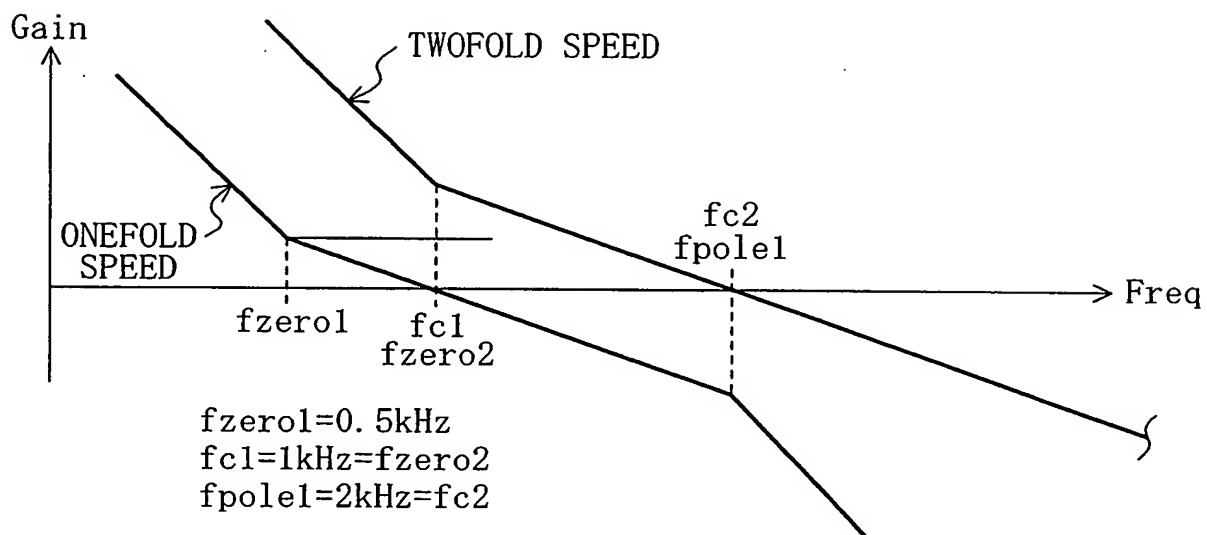 Gain
TWOFOLD SPEED
ONEFOLD
SPEED
fc2
fpole1
Freq
fzero1
fc1
fzero2
fzero1=0.5kHz
fc1=1kHz=fzero2
fpole1=2kHz=fc2